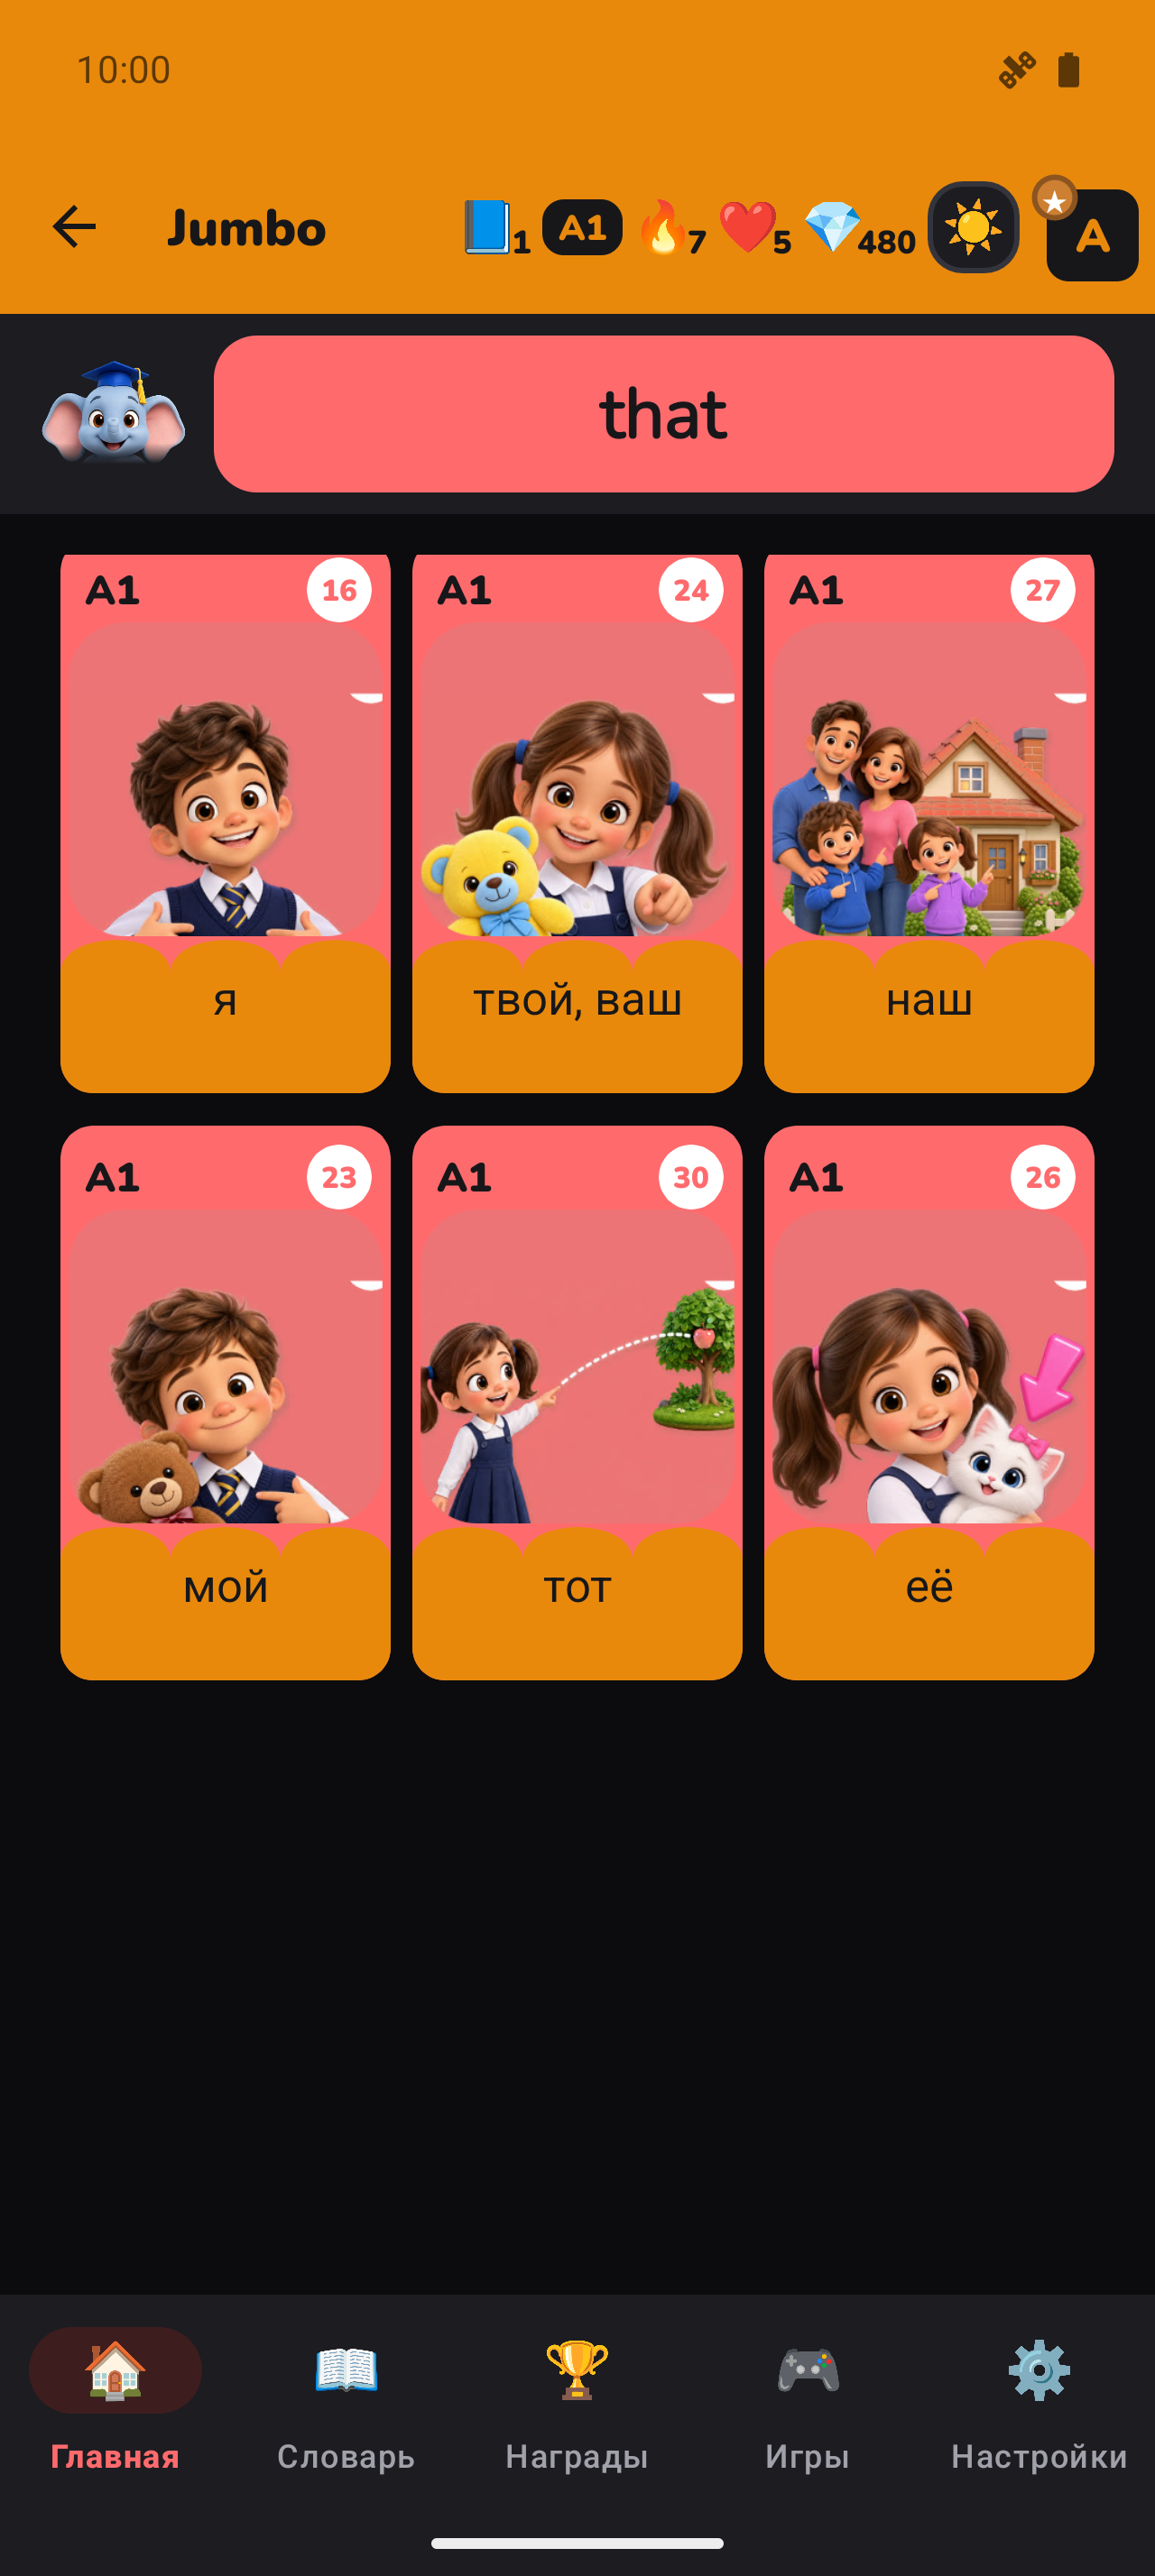 10:00
Jumbo
1 A1 7 5 480 A
that
A1 16 A1 24 A1 27
я твой, ваш наш
A1 23 A1 30 A1 26
мой тот её
Главная Словарь Награды Игры Настройки